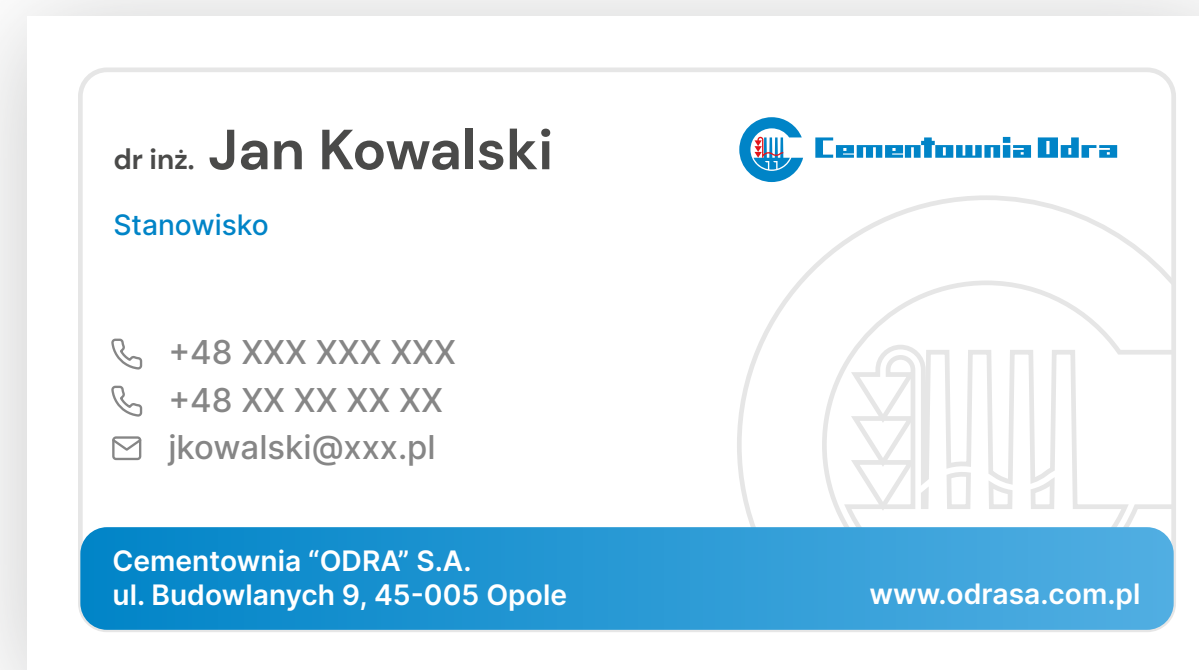 dr inż. Jan Kowalski
Cementownia Odra
Stanowisko
+48 XXX XXX XXX
+48 XX XX XX XX
jkowalski@xxx.pl
Cementownia “ODRA” S.A.
ul. Budowlanych 9, 45-005 Opole
www.odrasa.com.pl